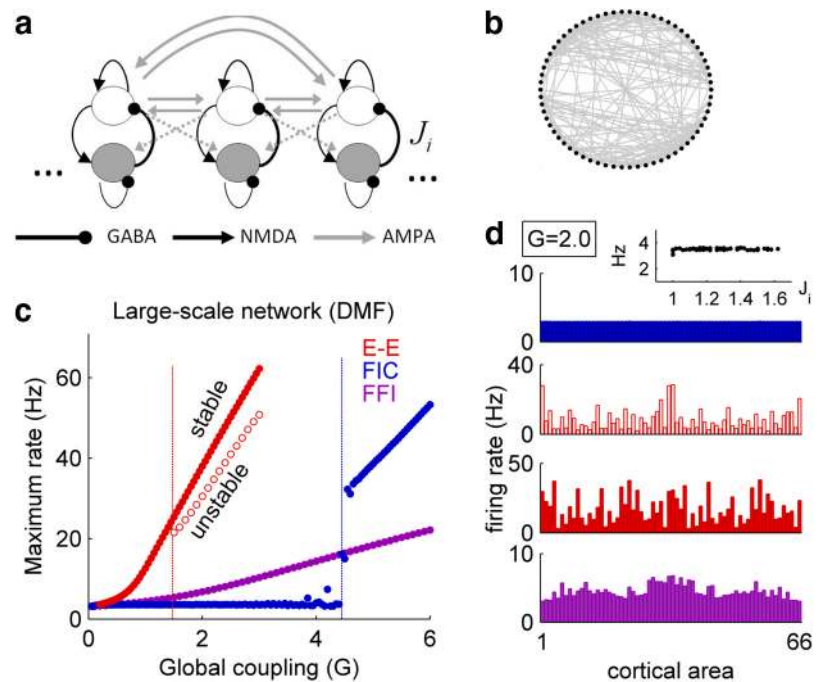 a
J_i
... ...
GABA NMDA AMPA
b
c
Large-scale network (DMF)
E-E
FIC
FFI
stable
unstable
Maximum rate (Hz)
60
40
20
0
0 2 4 6
Global coupling (G)
d
G=2.0
Hz
4
2
1 1.2 1.4 1.6
J_i
10
0
40
0
50
0
10
0
firing rate (Hz)
1 66
cortical area